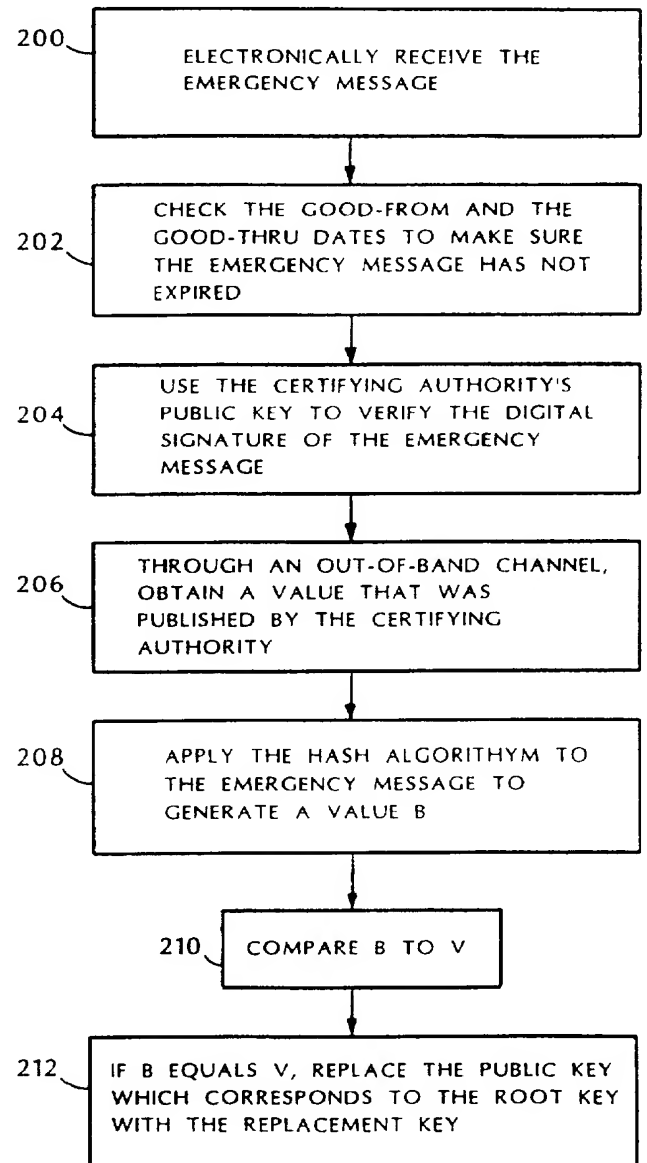 200
ELECTRONICALLY RECEIVE THE
EMERGENCY MESSAGE
202
CHECK THE GOOD-FROM AND THE
GOOD-THRU DATES TO MAKE SURE
THE EMERGENCY MESSAGE HAS NOT
EXPIRED
204
USE THE CERTIFYING AUTHORITY'S
PUBLIC KEY TO VERIFY THE DIGITAL
SIGNATURE OF THE EMERGENCY
MESSAGE
206
THROUGH AN OUT-OF-BAND CHANNEL,
OBTAIN A VALUE THAT WAS
PUBLISHED BY THE CERTIFYING
AUTHORITY
208
APPLY THE HASH ALGORITHYM TO
THE EMERGENCY MESSAGE TO
GENERATE A VALUE B
210
COMPARE B TO V
212
IF B EQUALS V, REPLACE THE PUBLIC KEY
WHICH CORRESPONDS TO THE ROOT KEY
WITH THE REPLACEMENT KEY